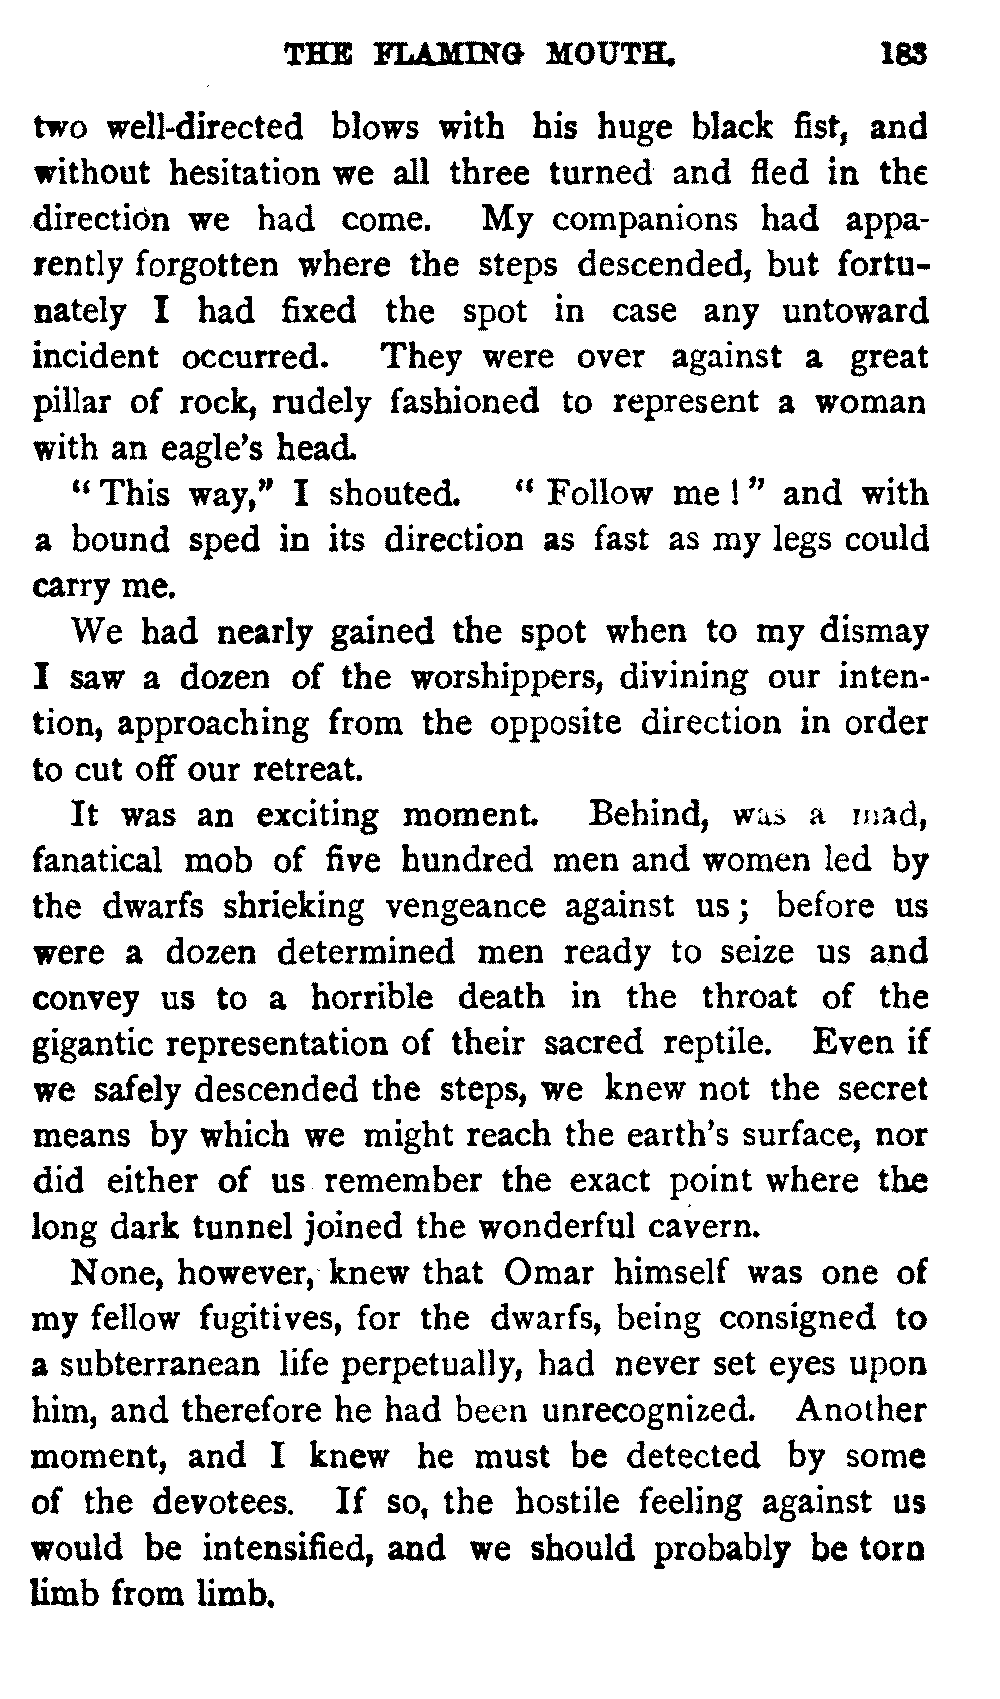 THE FLAMING MOUTH. 183
two well-directed blows with his huge black fist, and
without hesitation we all three turned and fled in the
direction we had come. My companions had appa-
rently forgotten where the steps descended, but fortu-
nately I had fixed the spot in case any untoward
incident occurred. They were over against a great
pillar of rock, rudely fashioned to represent a woman
with an eagle's head.
"This way," I shouted. "Follow me!" and with
a bound sped in its direction as fast as my legs could
carry me.
We had nearly gained the spot when to my dismay
I saw a dozen of the worshippers, divining our inten-
tion, approaching from the opposite direction in order
to cut off our retreat.
It was an exciting moment. Behind, was a mad,
fanatical mob of five hundred men and women led by
the dwarfs shrieking vengeance against us; before us
were a dozen determined men ready to seize us and
convey us to a horrible death in the throat of the
gigantic representation of their sacred reptile. Even if
we safely descended the steps, we knew not the secret
means by which we might reach the earth's surface, nor
did either of us remember the exact point where the
long dark tunnel joined the wonderful cavern.
None, however, knew that Omar himself was one of
my fellow fugitives, for the dwarfs, being consigned to
a subterranean life perpetually, had never set eyes upon
him, and therefore he had been unrecognized. Another
moment, and I knew he must be detected by some
of the devotees. If so, the hostile feeling against us
would be intensified, and we should probably be torn
limb from limb.